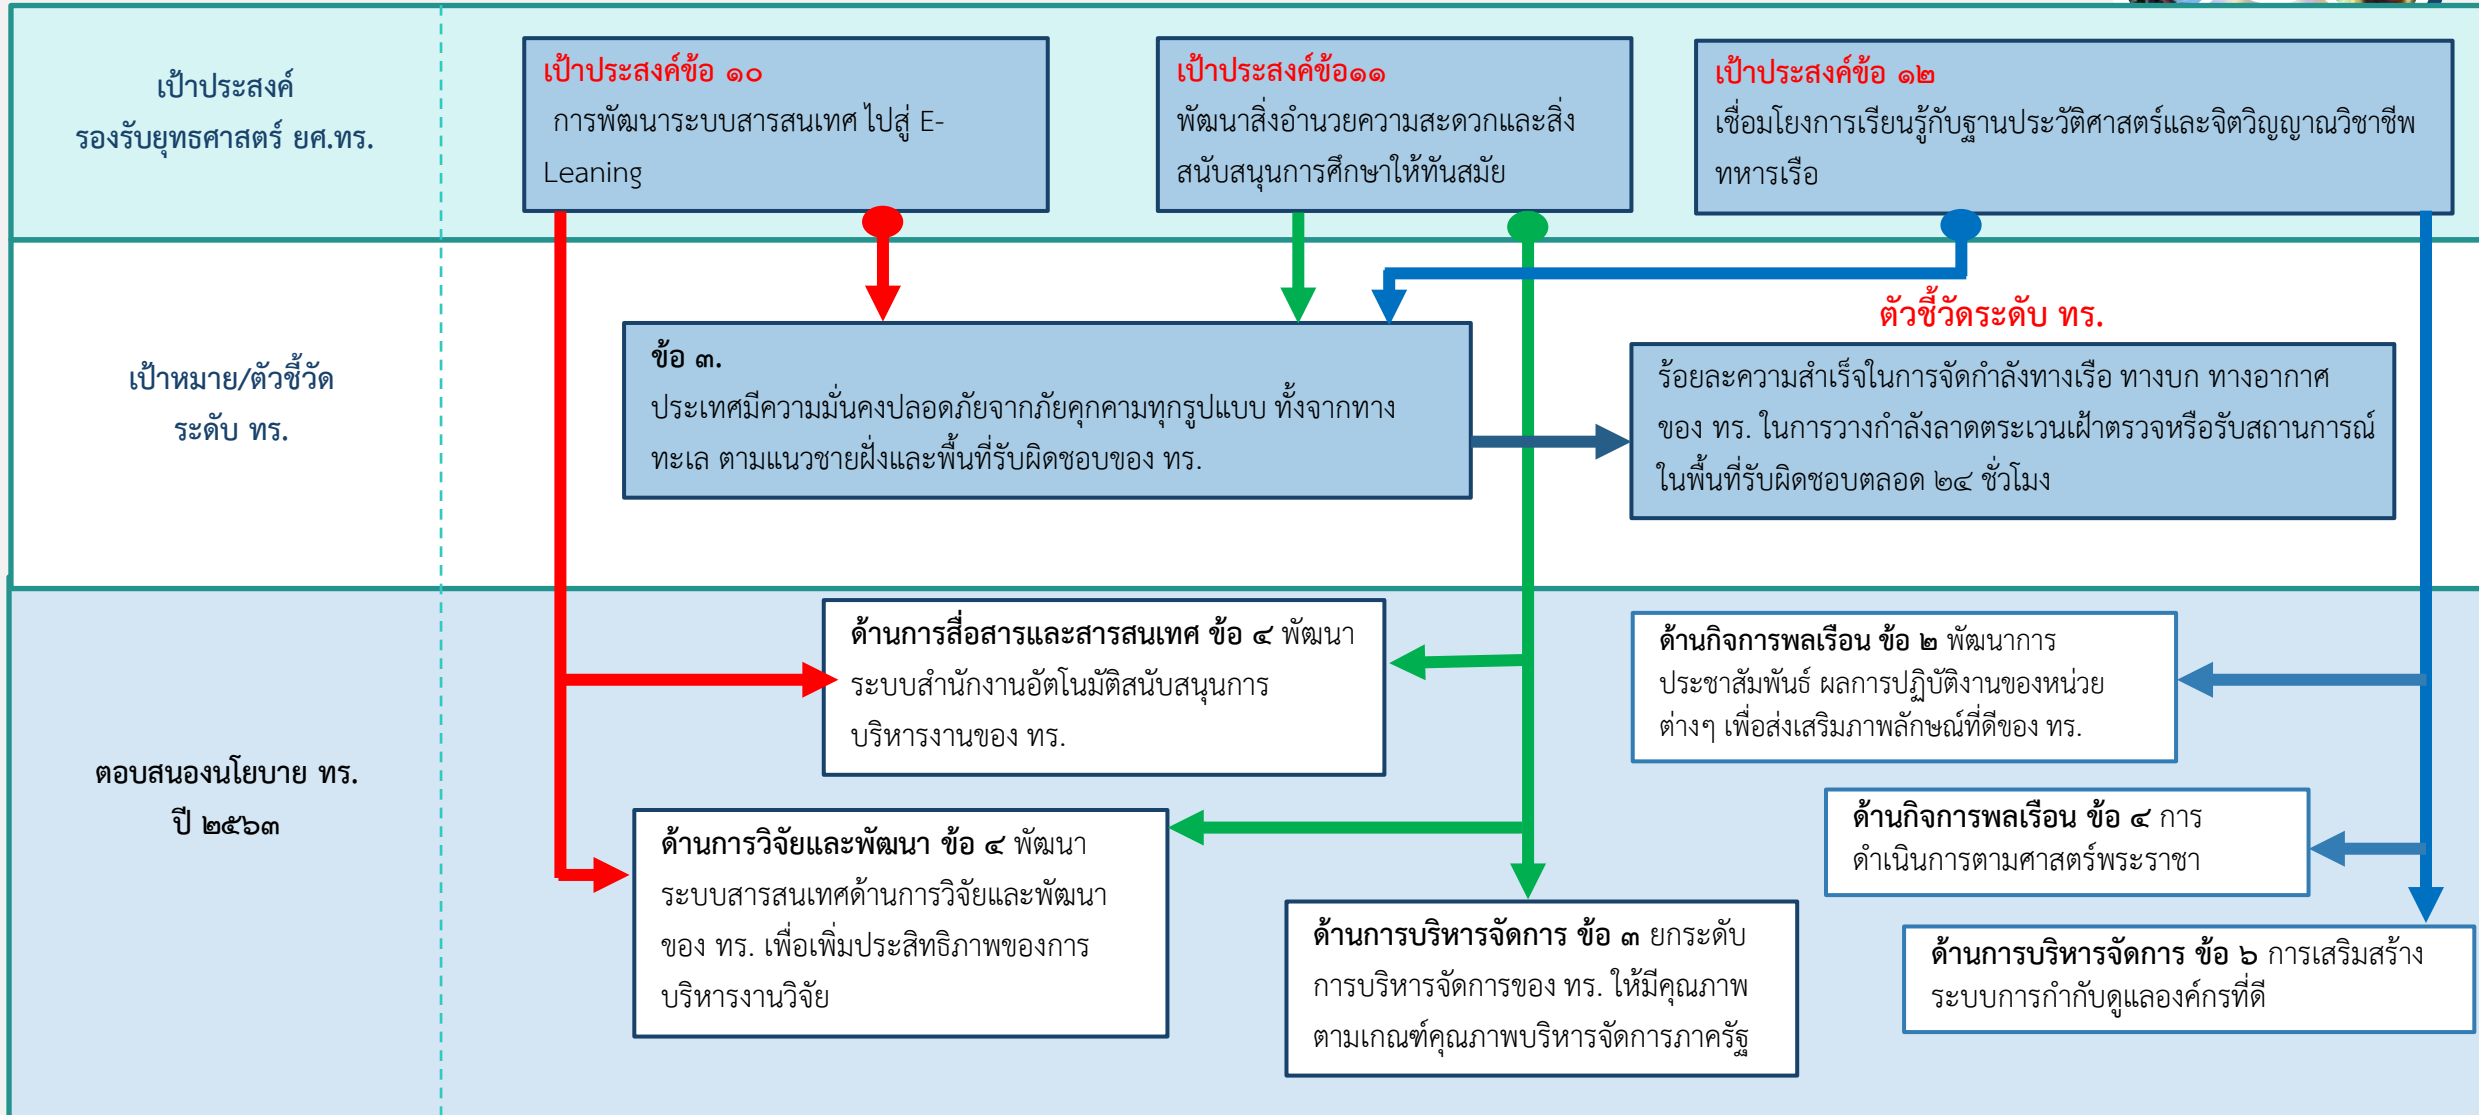 เป้าประสงค์
รองรับยุทธศาสตร์ ยศ.ทร.
เป้าประสงค์ข้อ ๑๐
การพัฒนาระบบสารสนเทศ ไปสู่ E-
Leaning
เป้าประสงค์ข้อ๑๑
พัฒนาสิ่งอำนวยความสะดวกและสิ่ง
สนับสนุนการศึกษาให้ทันสมัย
เป้าประสงค์ข้อ ๑๒
เชื่อมโยงการเรียนรู้กับฐานประวัติศาสตร์และจิตวิญญาณวิชาชีพ
ทหารเรือ
เป้าหมาย/ตัวชี้วัด
ระดับ ทร.
ข้อ ๓.
ประเทศมีความมั่นคงปลอดภัยจากภัยคุกคามทุกรูปแบบ ทั้งจากทาง
ทะเล ตามแนวชายฝั่งและพื้นที่รับผิดชอบของ ทร.
ตัวชี้วัดระดับ ทร.
ร้อยละความสำเร็จในการจัดกำลังทางเรือ ทางบก ทางอากาศ
ของ ทร. ในการวางกำลังลาดตระเวนเฝ้าตรวจหรือรับสถานการณ์
ในพื้นที่รับผิดชอบตลอด ๒๔ ชั่วโมง
ตอบสนองนโยบาย ทร.
ปี ๒๕๖๓
ด้านการสื่อสารและสารสนเทศ ข้อ ๔ พัฒนา
ระบบสำนักงานอัตโนมัติสนับสนุนการ
บริหารงานของ ทร.
ด้านกิจการพลเรือน ข้อ ๒ พัฒนาการ
ประชาสัมพันธ์ ผลการปฏิบัติงานของหน่วย
ต่างๆ เพื่อส่งเสริมภาพลักษณ์ที่ดีของ ทร.
ด้านการวิจัยและพัฒนา ข้อ ๔ พัฒนา
ระบบสารสนเทศด้านการวิจัยและพัฒนา
ของ ทร. เพื่อเพิ่มประสิทธิภาพของการ
บริหารงานวิจัย
ด้านกิจการพลเรือน ข้อ ๔ การ
ดำเนินการตามศาสตร์พระราชา
ด้านการบริหารจัดการ ข้อ ๓ ยกระดับ
การบริหารจัดการของ ทร. ให้มีคุณภาพ
ตามเกณฑ์คุณภาพบริหารจัดการภาครัฐ
ด้านการบริหารจัดการ ข้อ ๖ การเสริมสร้าง
ระบบการกำกับดูแลองค์กรที่ดี